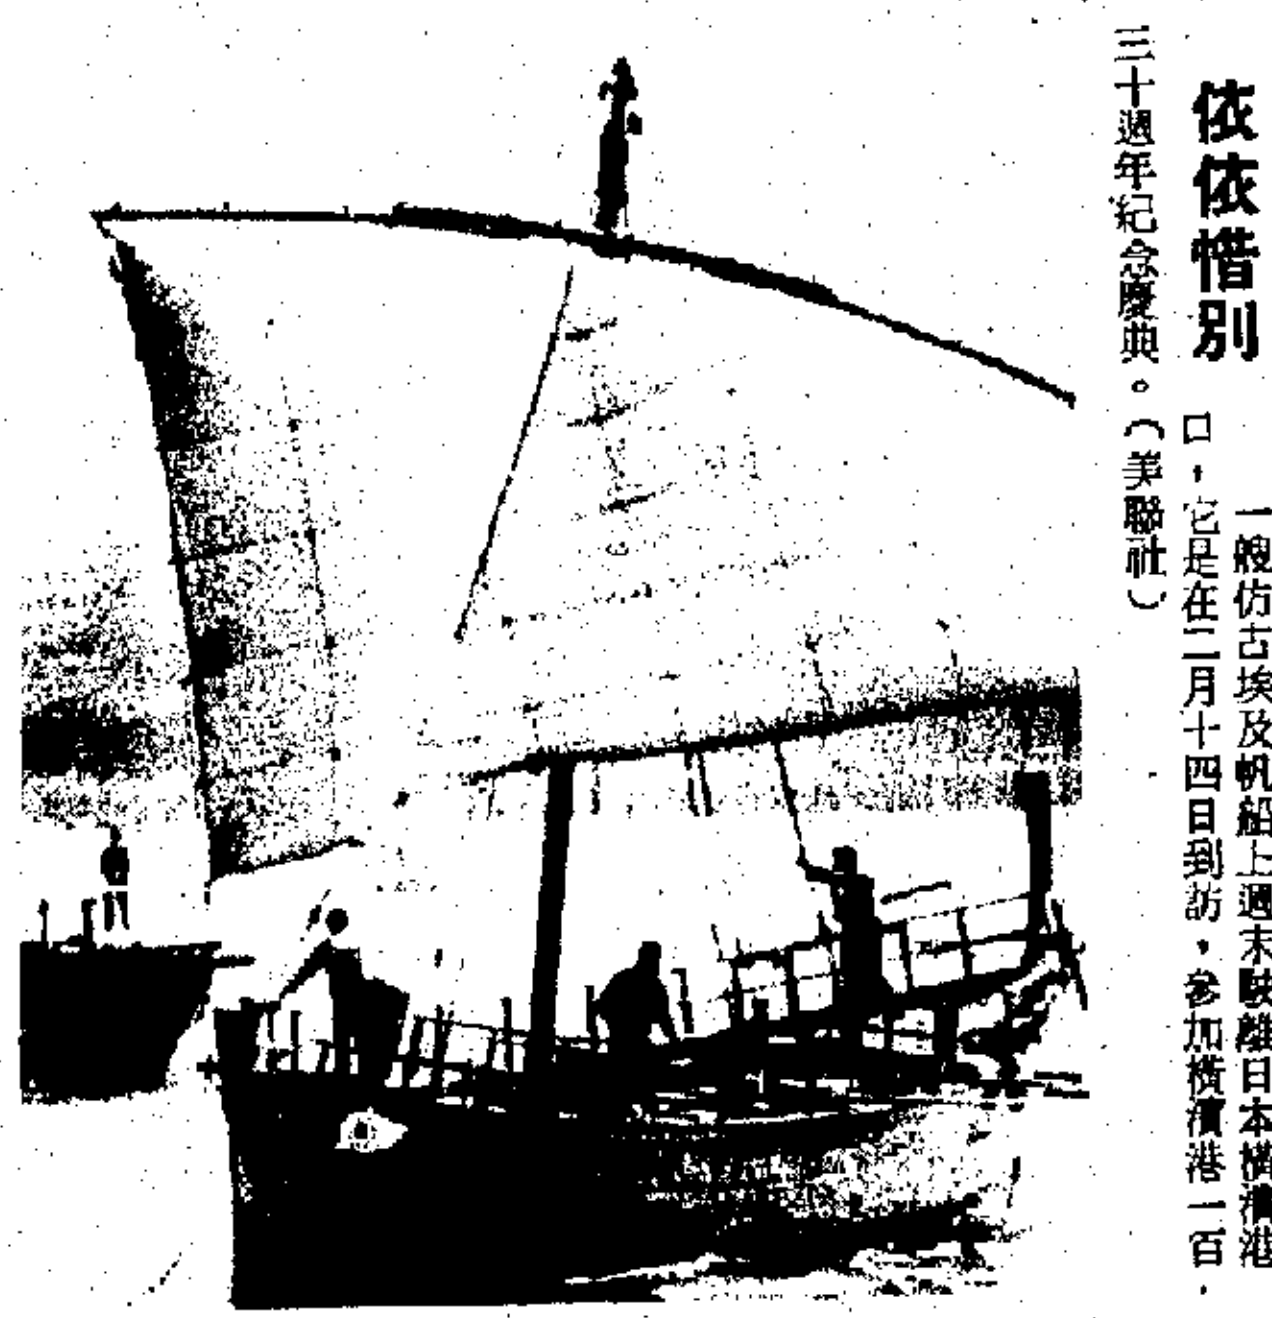 依依惜別
一艘仿古埃及帆船上週末駛離日本橫濱港
口，它是在二月十四日到訪，參加橫濱港一百
三十週年紀念慶典。（美聯社）